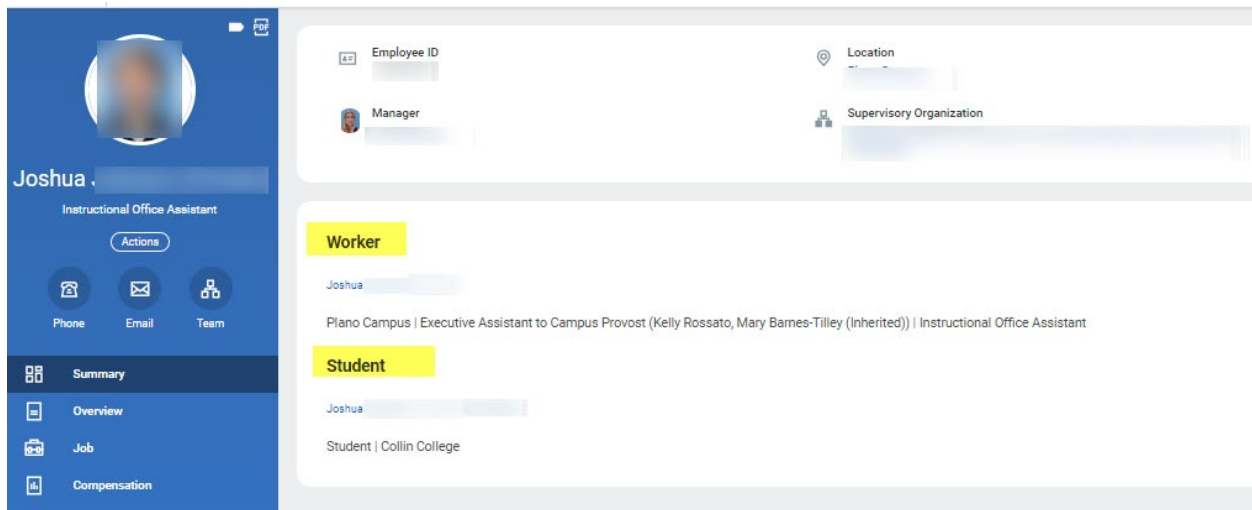 PDF
Joshua
Instructional Office Assistant
Actions
Phone
Email
Team
Summary
Overview
Job
Compensation
Employee ID
Location
Manager
Supervisory Organization
Worker
Joshua
Plano Campus | Executive Assistant to Campus Provost (Kelly Rossato, Mary Barnes-Tilley (Inherited)) | Instructional Office Assistant
Student
Joshua
Student | Collin College